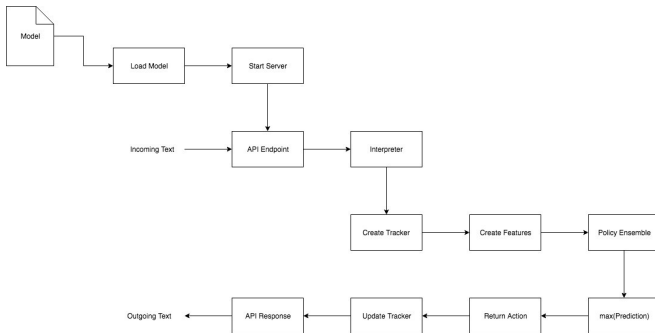 Model
Load Model
Start Server
Incoming Text
API Endpoint
Interpreter
Create Tracker
Create Features
Policy Ensemble
Outgoing Text
API Response
Update Tracker
Return Action
max(Prediction)